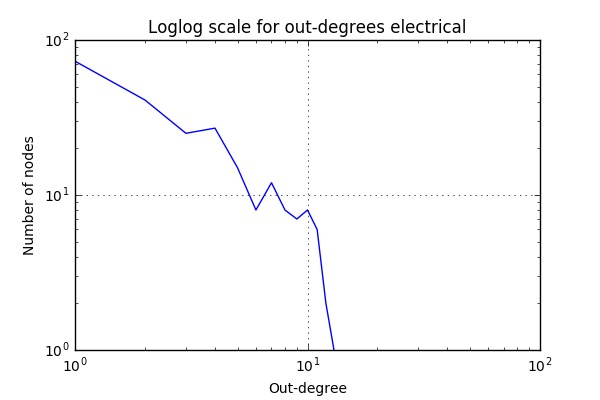 Loglog scale for out-degrees electrical
10^2
10^1
10^0
Number of nodes
10^0 10^1 10^2
Out-degree